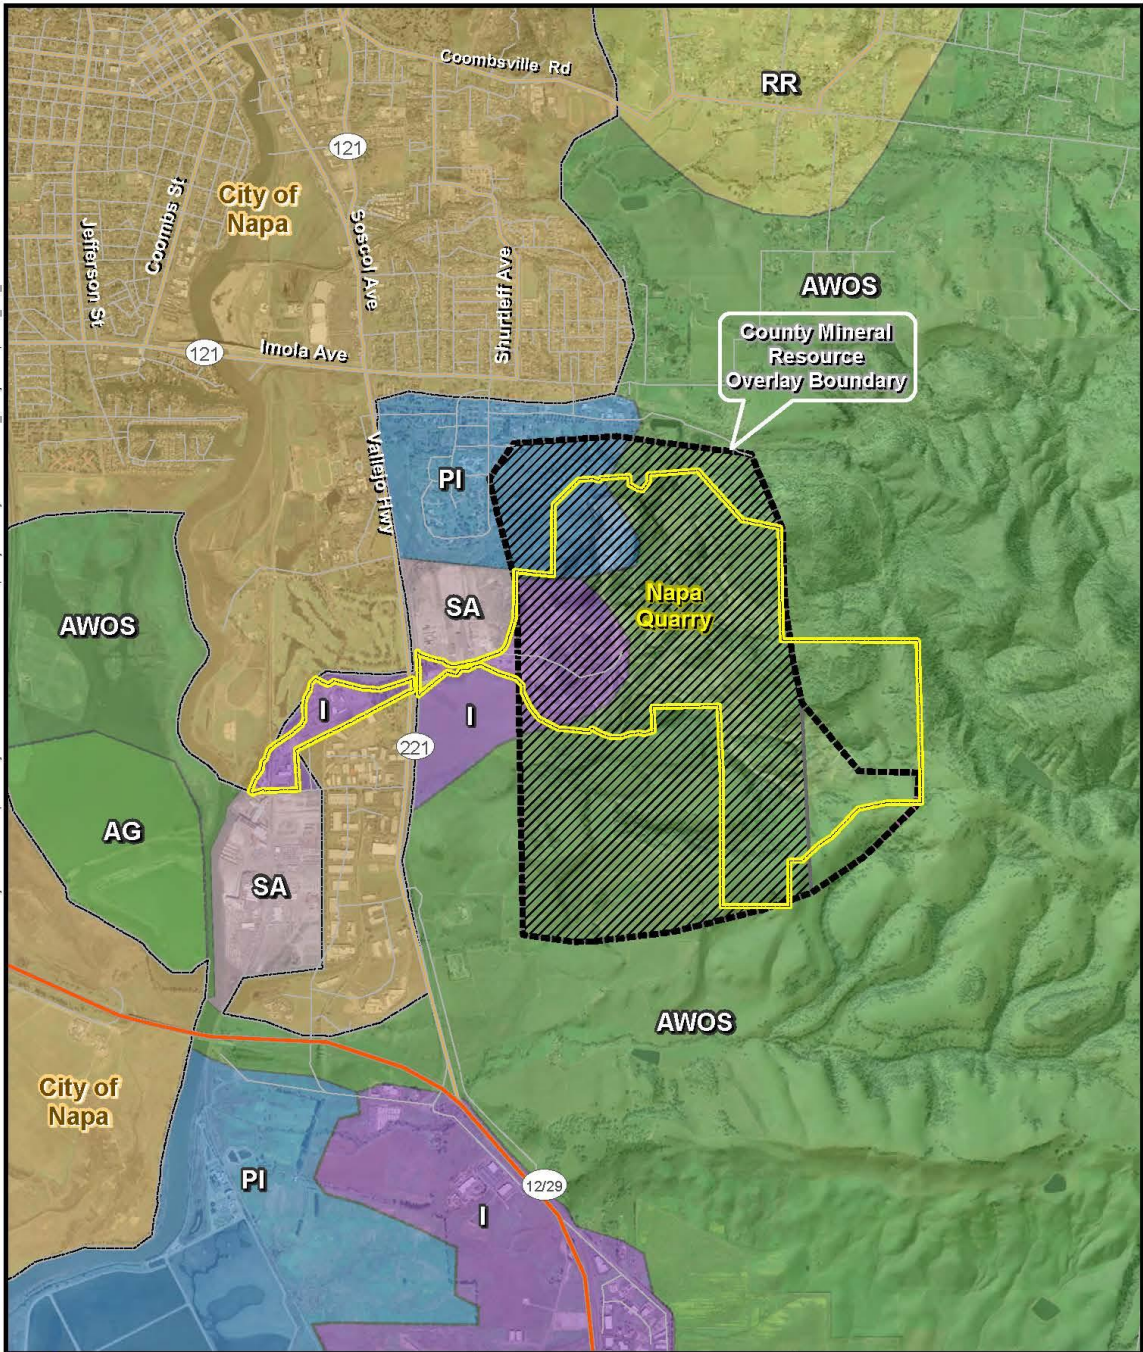 Coombsville Rd
RR
121
City of
Napa
Coombs St
Jefferson St
Soscol Ave
Shurtleff Ave
AWOS
County Mineral
Resource
Overlay Boundary
121
Imola Ave
Vallejo Hwy
PI
Napa
Quarry
SA
AWOS
I
I
221
AG
SA
AWOS
City of
Napa
PI
12/29
I